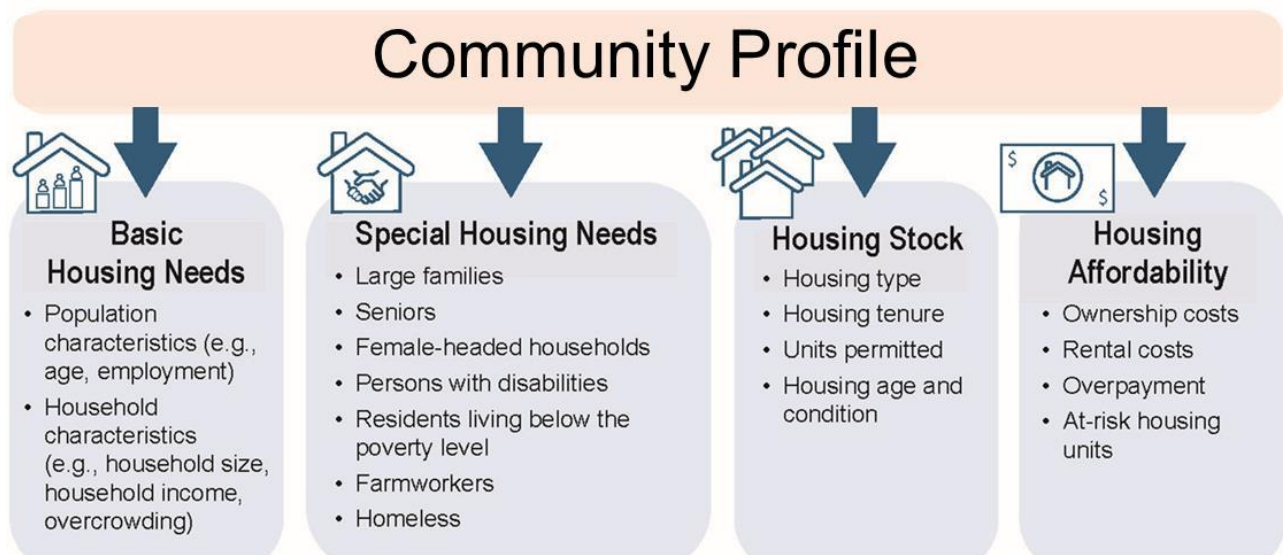 Community Profile
Basic
Housing Needs
• Population
characteristics (e.g.,
age, employment)
• Household
characteristics
(e.g., household size,
household income,
overcrowding)
Special Housing Needs
• Large families
• Seniors
• Female-headed households
• Persons with disabilities
• Residents living below the
poverty level
• Farmworkers
• Homeless
Housing Stock
• Housing type
• Housing tenure
• Units permitted
• Housing age and
condition
$
$
Housing
Affordability
• Ownership costs
• Rental costs
• Overpayment
• At-risk housing
units